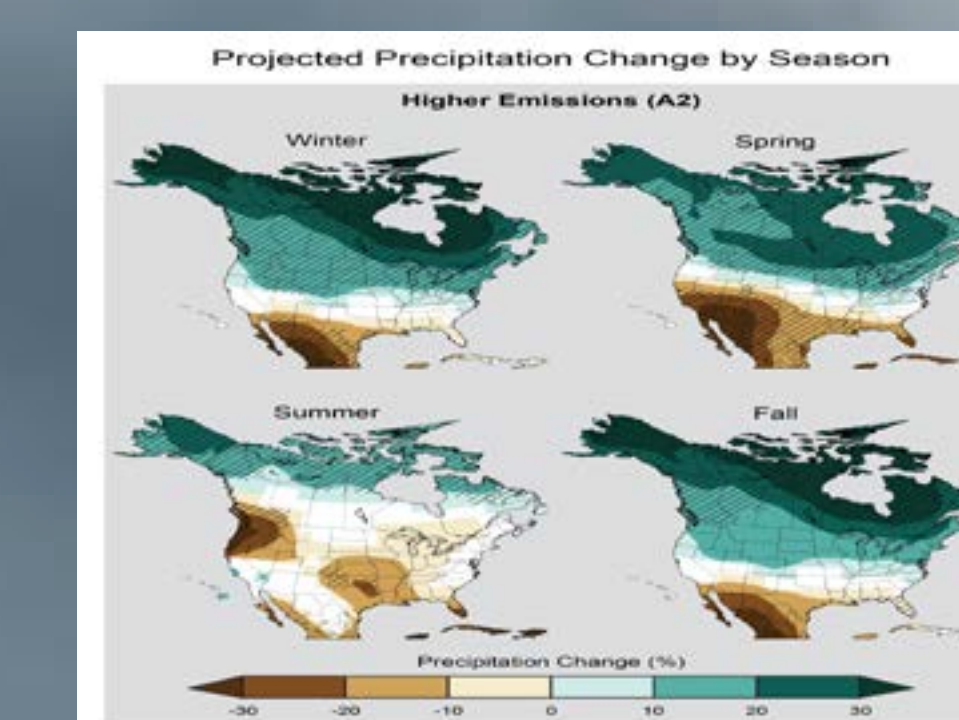 Projected Precipitation Change by Season
Higher Emissions (A2)
Winter
Spring
Summer
Fall
Precipitation Change (%)
-30 -20 -10 0 10 20 30